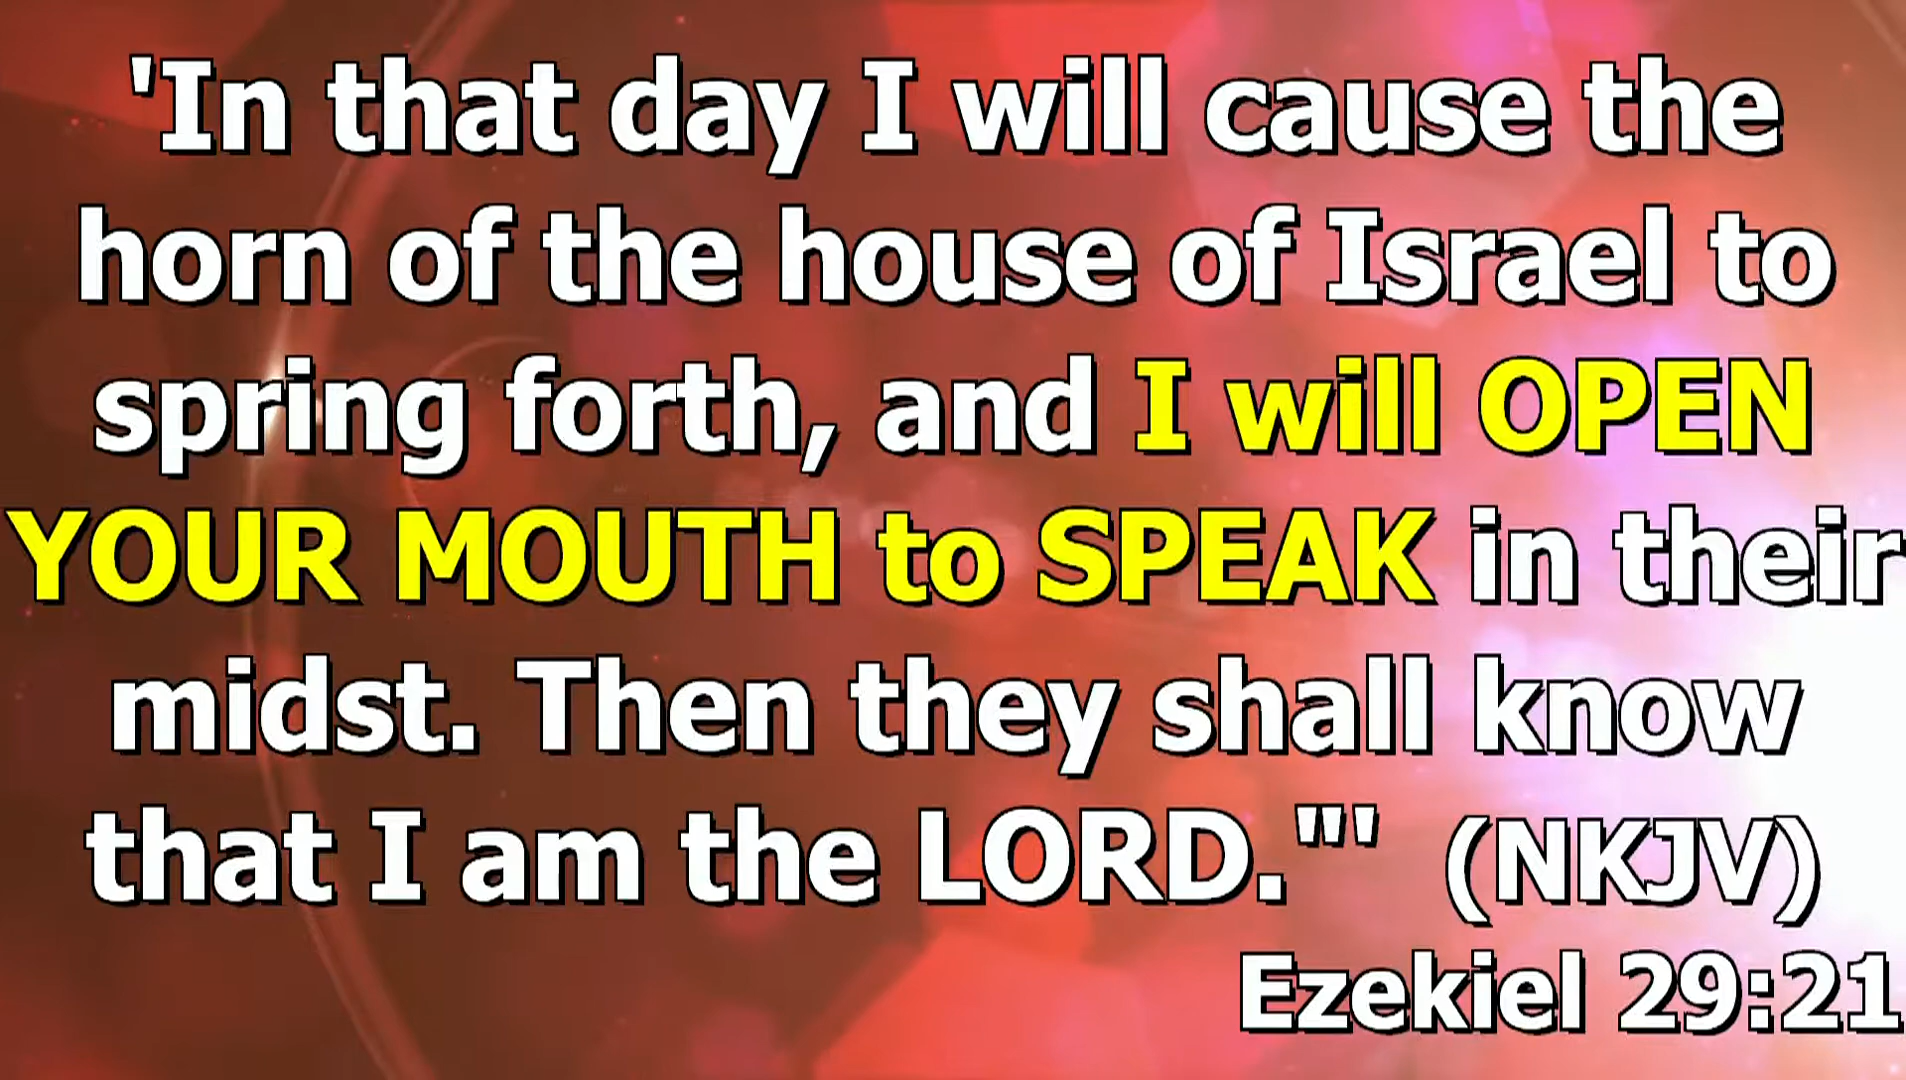 'In that day I will cause the
horn of the house of Israel to
spring forth, and I will OPEN
YOUR MOUTH to SPEAK in their
midst. Then they shall know
that I am the LORD."' (NKJV)
Ezekiel 29:21